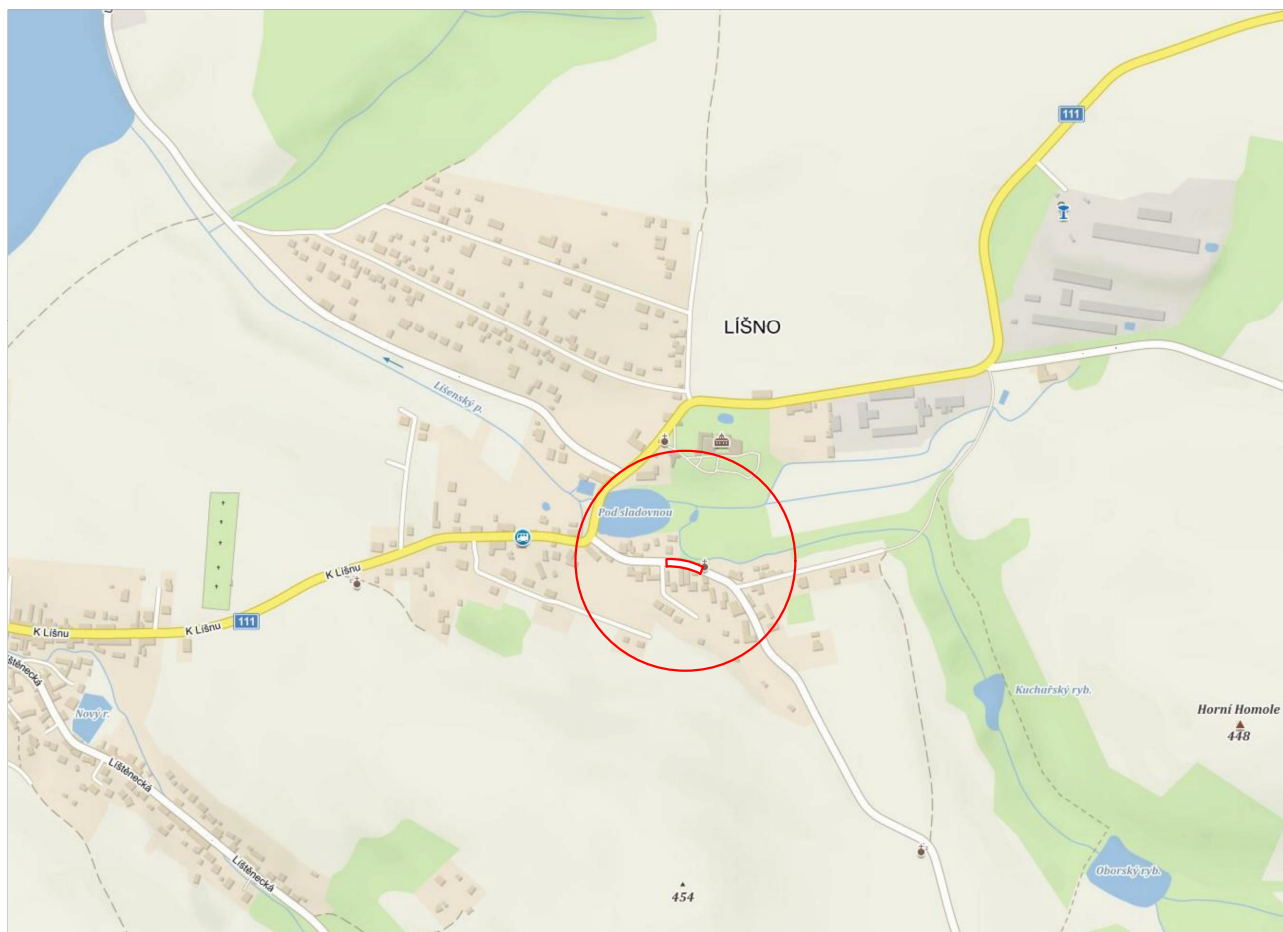 111
LÍŠNO
Líšenský p.
Pod sladovnou
K Líšnu
111
K Líšnu
K Líšnu
Líštěnecká
Nový r.
Líštěnecká
Líštěnecká
Kuchařský ryb.
Horní Homole
448
Oborský ryb.
454